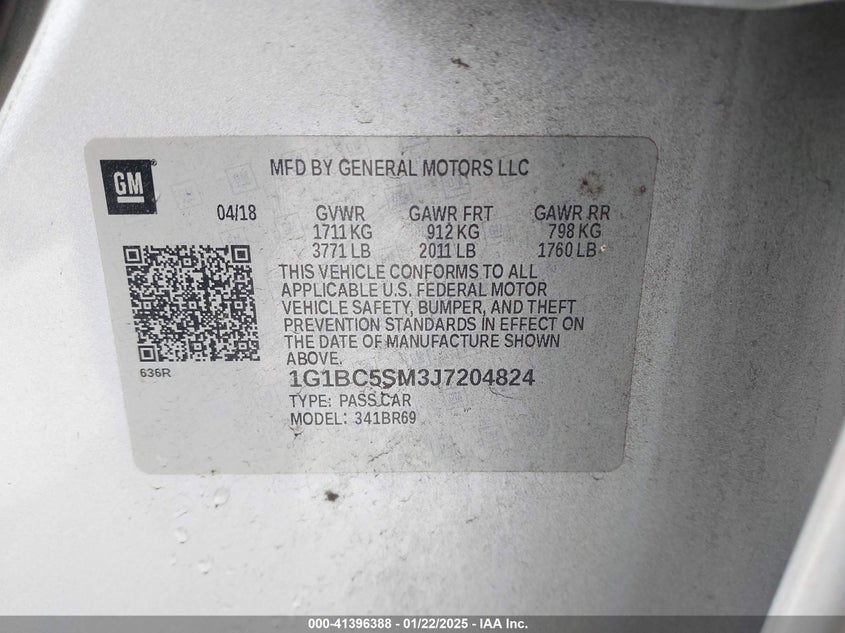 GM
MFD BY GENERAL MOTORS LLC
04/18 GVWR GAWR FRT GAWR RR
1711 KG 912 KG 798 KG
3771 LB 2011 LB 1760 LB
THIS VEHICLE CONFORMS TO ALL
APPLICABLE U.S. FEDERAL MOTOR
VEHICLE SAFETY, BUMPER, AND THEFT
PREVENTION STANDARDS IN EFFECT ON
THE DATE OF MANUFACTURE SHOWN
ABOVE.
636R
1G1BC5SM3J7204824
TYPE: PASS CAR
MODEL: 341BR69
000-41396388 - 01/22/2025 - IAA Inc.